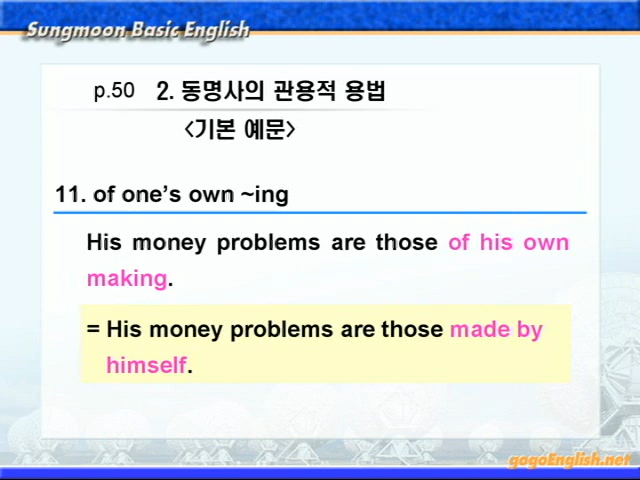 Sungmoon Basic English
p.50 2. 동명사의 관용적 용법
<기본 예문>
11. of one's own ~ing
His money problems are those of his own
making.
= His money problems are those made by
himself.
gogoEnglish.net